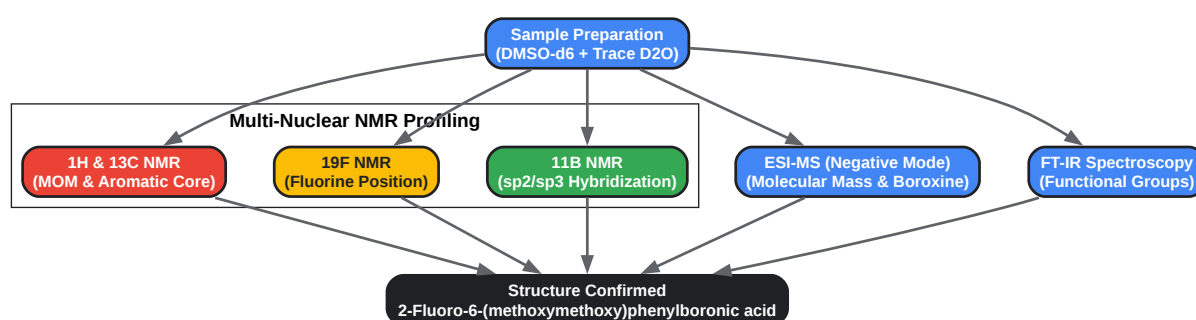 Sample Preparation
(DMSO-d6 + Trace D2O)
Multi-Nuclear NMR Profiling
1H & 13C NMR
(MOM & Aromatic Core)
19F NMR
(Fluorine Position)
11B NMR
(sp2/sp3 Hybridization)
ESI-MS (Negative Mode)
(Molecular Mass & Boroxine)
FT-IR Spectroscopy
(Functional Groups)
Structure Confirmed
2-Fluoro-6-(methoxymethoxy)phenylboronic acid